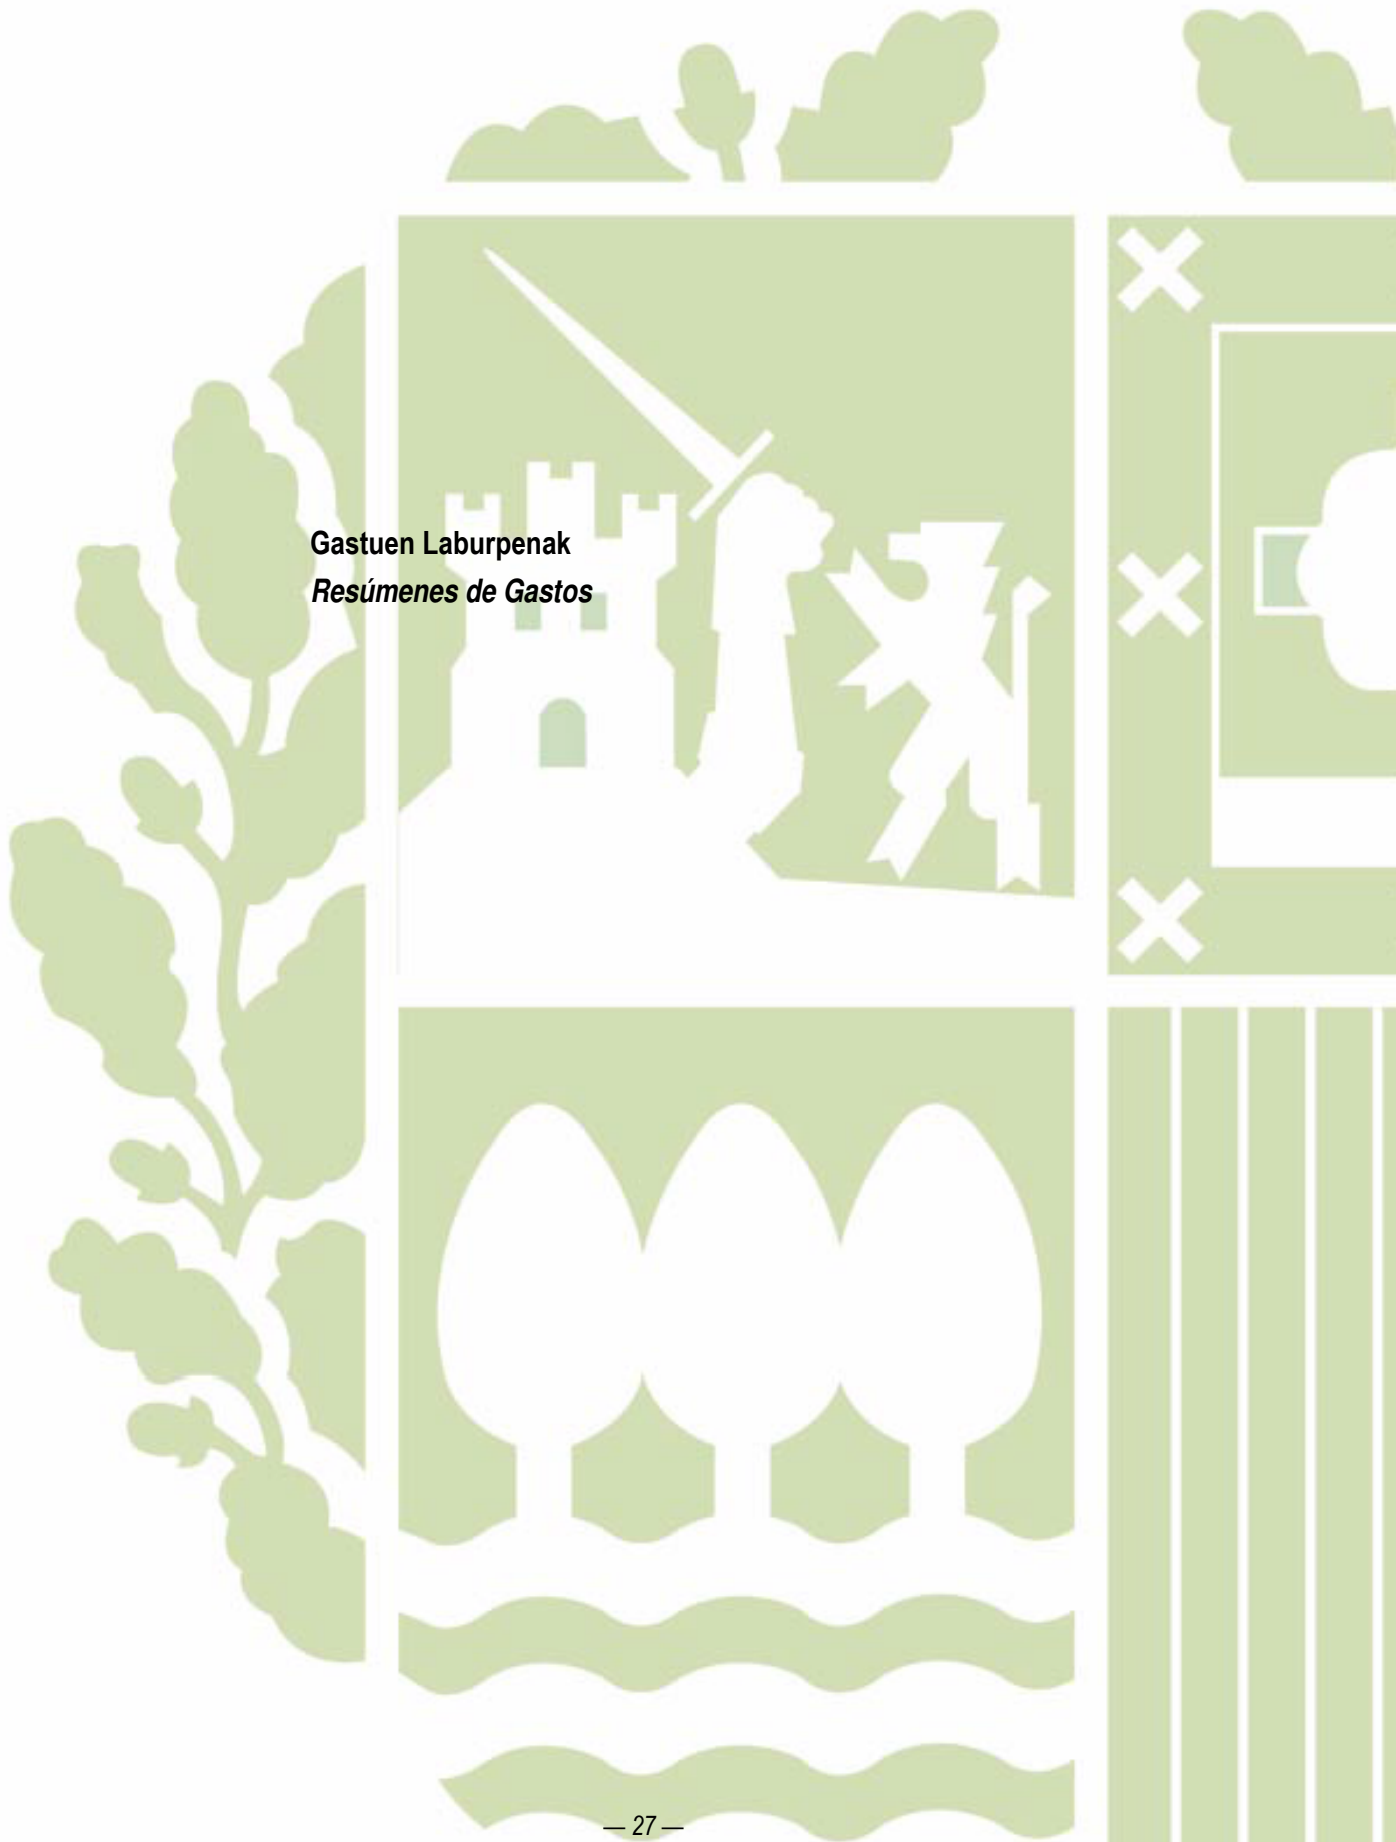 Gastuen Laburpenak
Resúmenes de Gastos
— 27 —